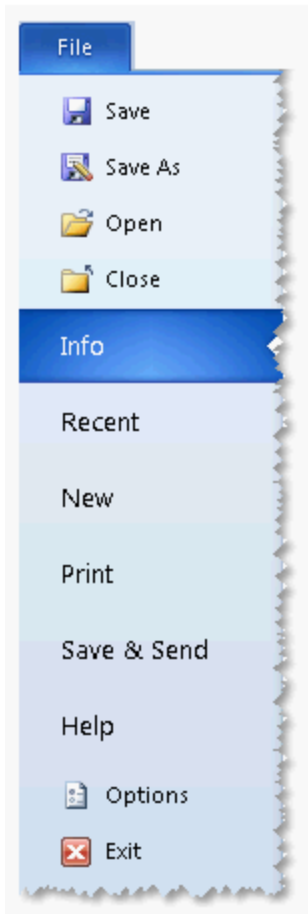 File
Save
Save As
Open
Close
Info
Recent
New
Print
Save & Send
Help
Options
Exit